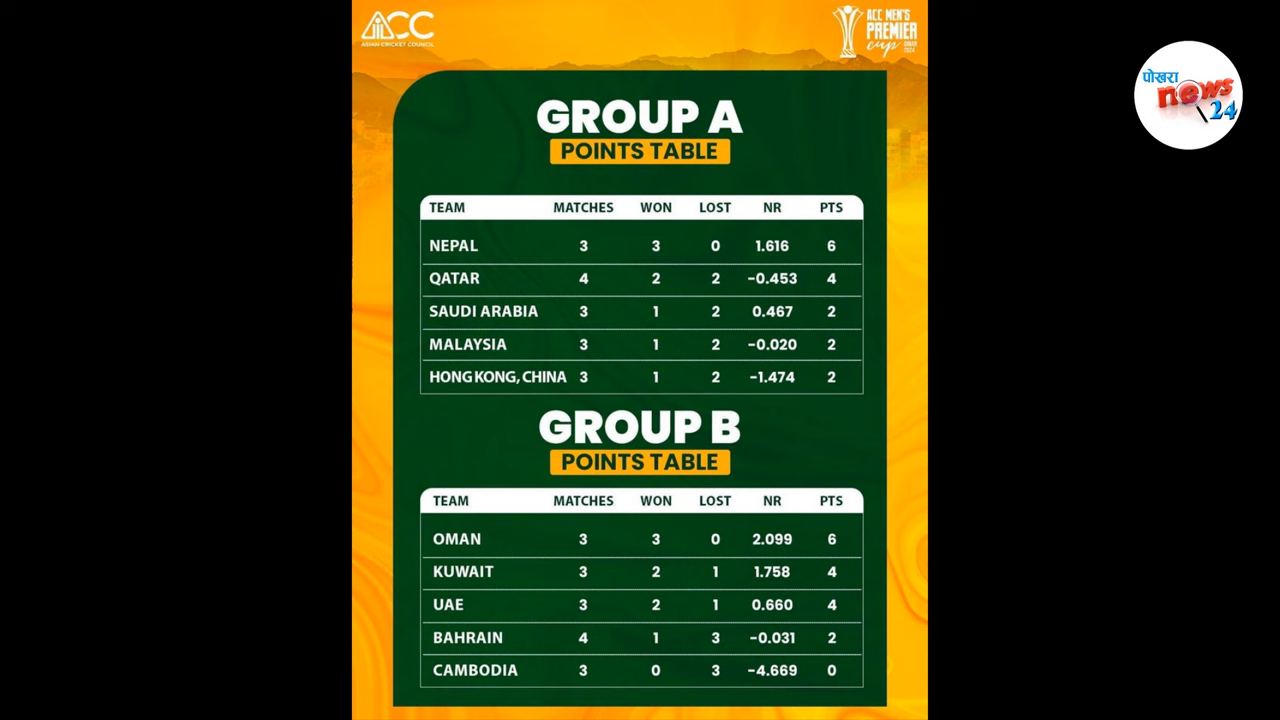 ACC
ASIAN CRICKET COUNCIL
ACC MEN'S
PREMIER
cup OMAN
2024
पोखरा
news
24
GROUP A
POINTS TABLE
TEAM MATCHES WON LOST NR PTS
NEPAL 3 3 0 1.616 6
QATAR 4 2 2 -0.453 4
SAUDI ARABIA 3 1 2 0.467 2
MALAYSIA 3 1 2 -0.020 2
HONG KONG, CHINA 3 1 2 -1.474 2
GROUP B
POINTS TABLE
TEAM MATCHES WON LOST NR PTS
OMAN 3 3 0 2.099 6
KUWAIT 3 2 1 1.758 4
UAE 3 2 1 0.660 4
BAHRAIN 4 1 3 -0.031 2
CAMBODIA 3 0 3 -4.669 0